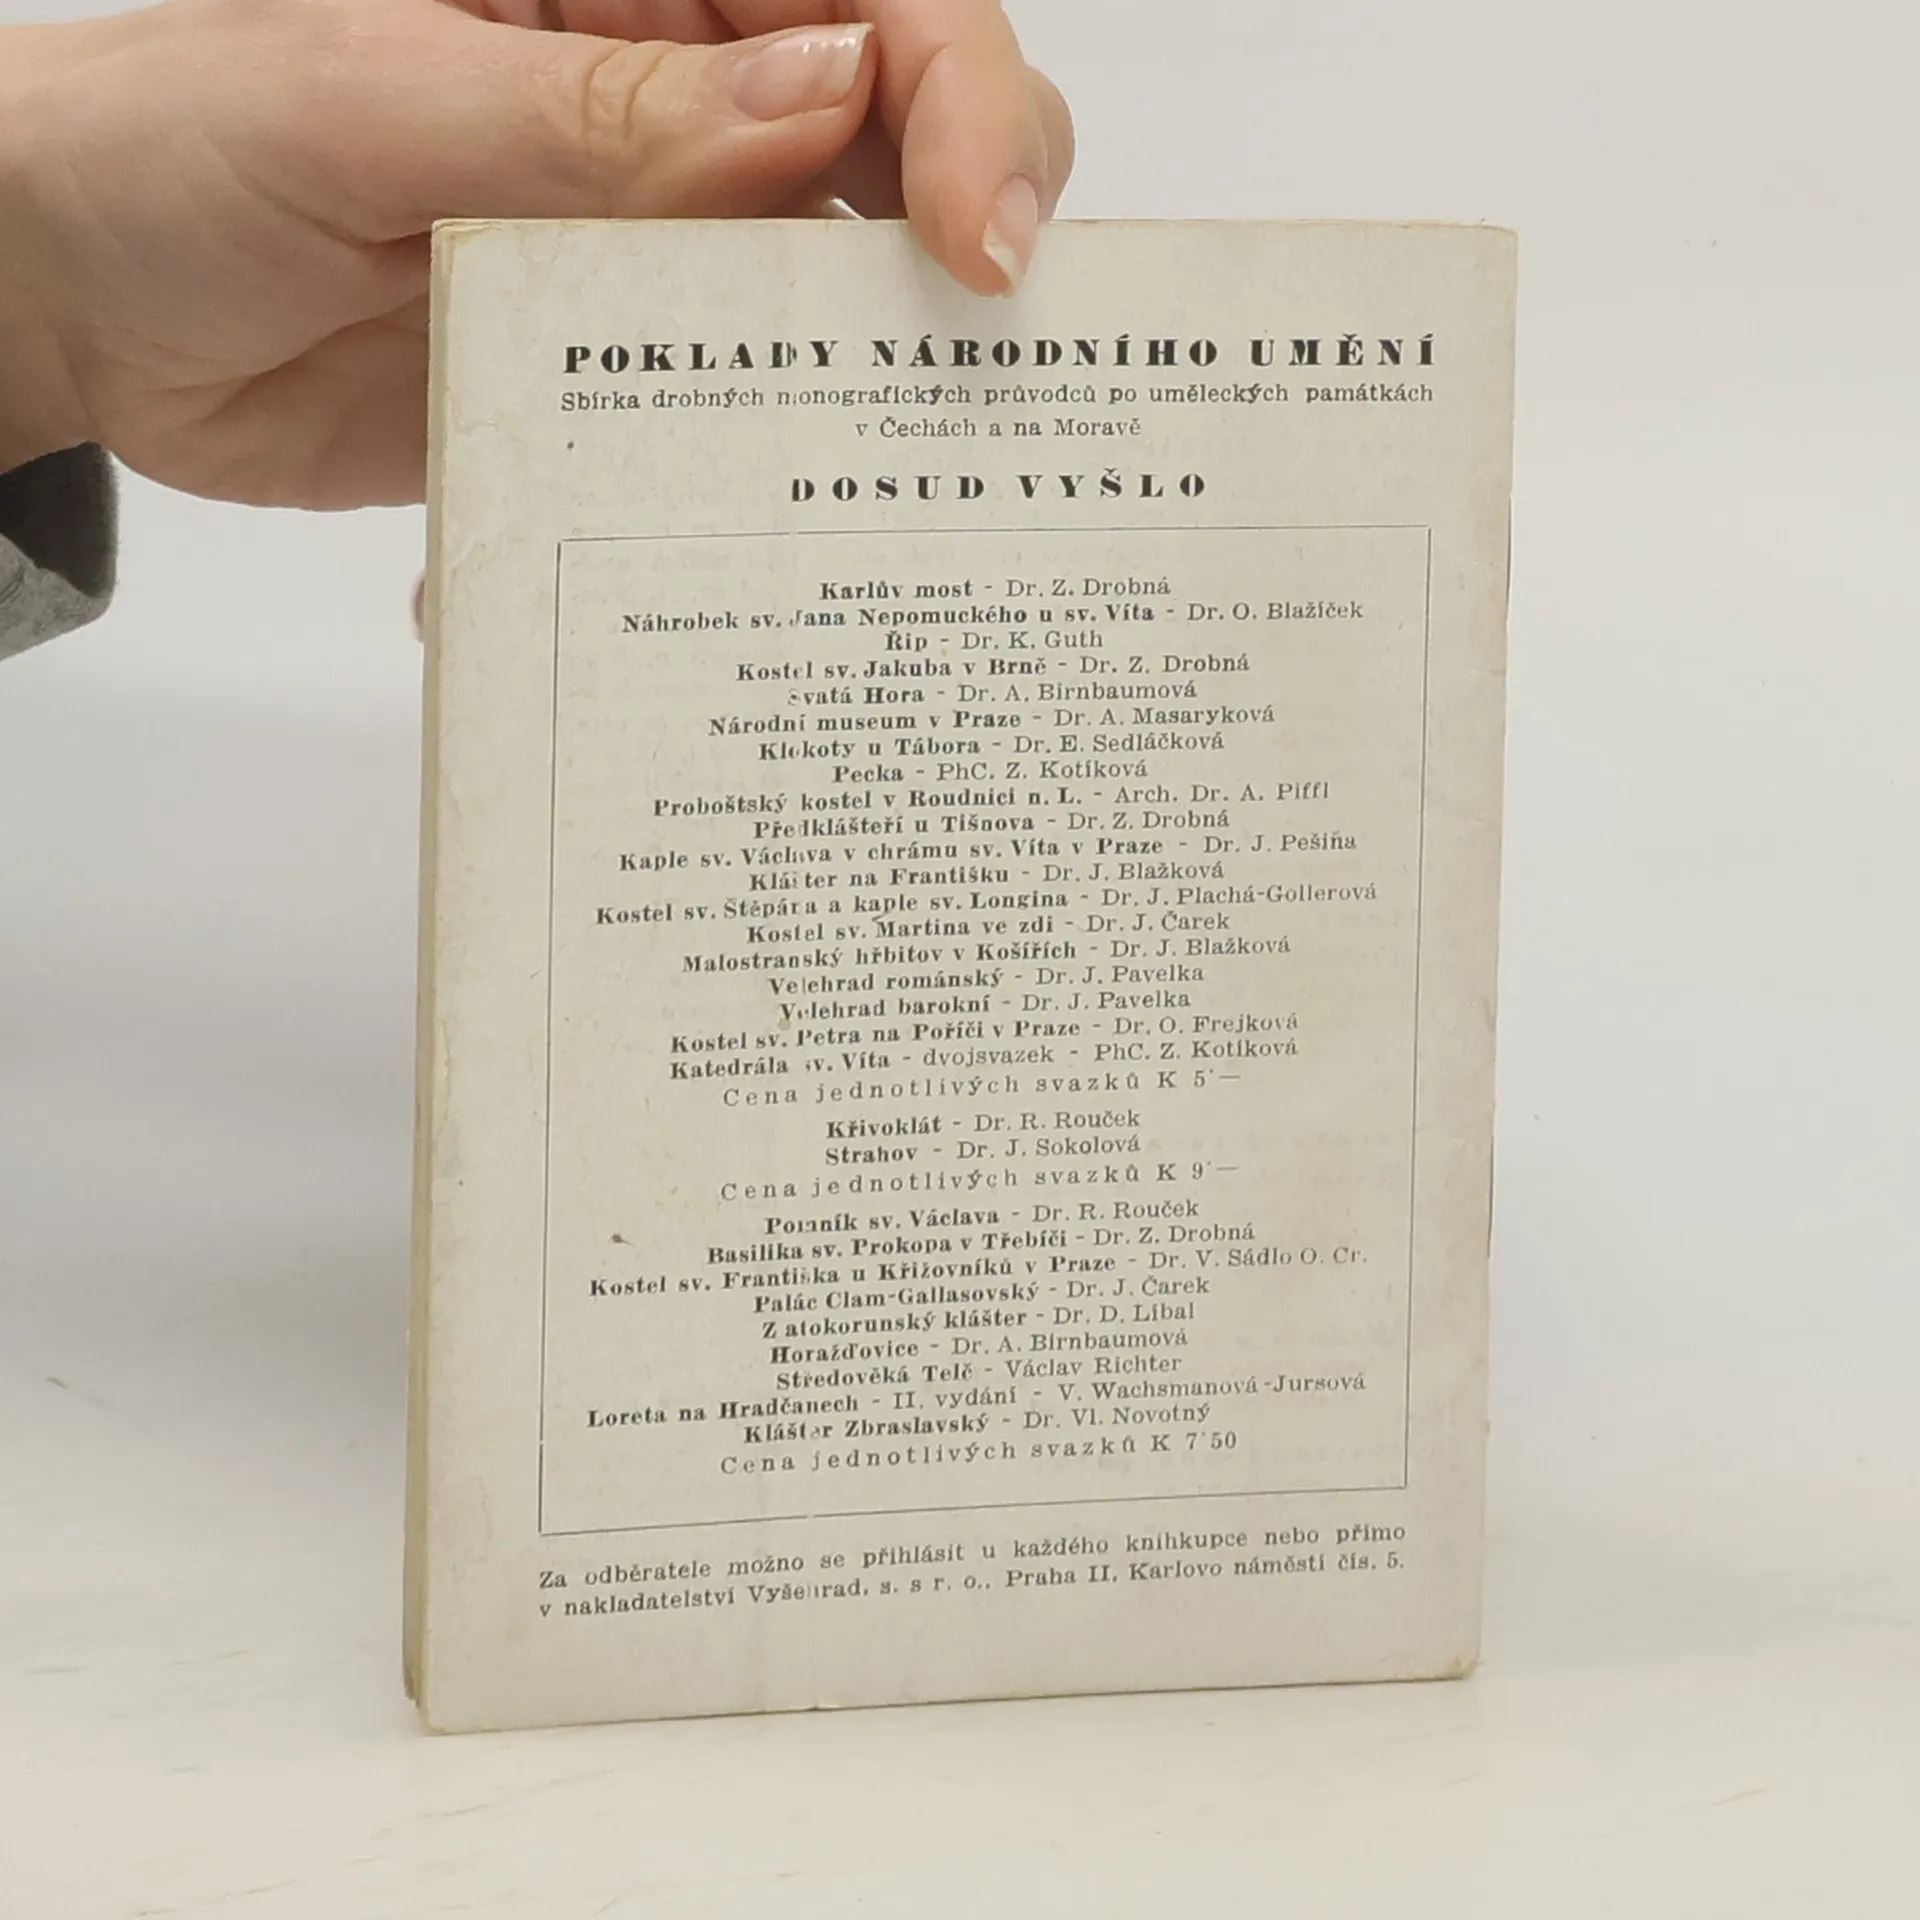 POKLADY NÁRODNÍHO UMĚNÍ
Sbírka drobných monografických průvodců po uměleckých památkách
v Čechách a na Moravě
DOSUD VYŠLO
Karlův most - Dr. Z. Drobná
Náhrobek sv. Jana Nepomuckého u sv. Víta - Dr. O. Blažíček
Řip - Dr. K. Guth
Kostel sv. Jakuba v Brně - Dr. Z. Drobná
Svatá Hora - Dr. A. Birnbaumová
Národní museum v Praze - Dr. A. Masaryková
Klokoty u Tábora - Dr. E. Sedláčková
Pecka - PhC. Z. Kotíková
Proboštský kostel v Roudnici n. L. - Arch. Dr. A. Piffl
Předklášteří u Tišnova - Dr. Z. Drobná
Kaple sv. Václava v chrámu sv. Víta v Praze - Dr. J. Pešiňa
Klášter na Františku - Dr. J. Blažková
Kostel sv. Štěpána a kaple sv. Longina - Dr. J. Plachá-Gollerová
Kostel sv. Martina ve zdi - Dr. J. Čarek
Malostranský hřbitov v Košířích - Dr. J. Blažková
Velehrad románský - Dr. J. Pavelka
Velehrad barokní - Dr. J. Pavelka
Kostel sv. Petra na Poříčí v Praze - Dr. O. Frejková
Katedrála sv. Víta - dvojsvazek - PhC. Z. Kotíková
Cena jednotlivých svazků K 5·—
Křivoklát - Dr. R. Rouček
Strahov - Dr. J. Sokolová
Cena jednotlivých svazků K 9·—
Pomník sv. Václava - Dr. R. Rouček
Basilika sv. Prokopa v Třebíči - Dr. Z. Drobná
Kostel sv. Františka u Křižovníků v Praze - Dr. V. Sádlo O. Cr.
Palác Clam-Gallasovský - Dr. J. Čarek
Zlatokorunský klášter - Dr. D. Líbal
Horažďovice - Dr. A. Birnbaumová
Středověká Telč - Václav Richter
Loreta na Hradčanech - II. vydání - V. Wachsmanová-Jursová
Klášter Zbraslavský - Dr. Vl. Novotný
Cena jednotlivých svazků K 7·50
Za odběratele možno se přihlásit u každého knihkupce nebo přímo
v nakladatelství Vyšehrad, s. s r. o., Praha II, Karlovo náměstí čís. 5.